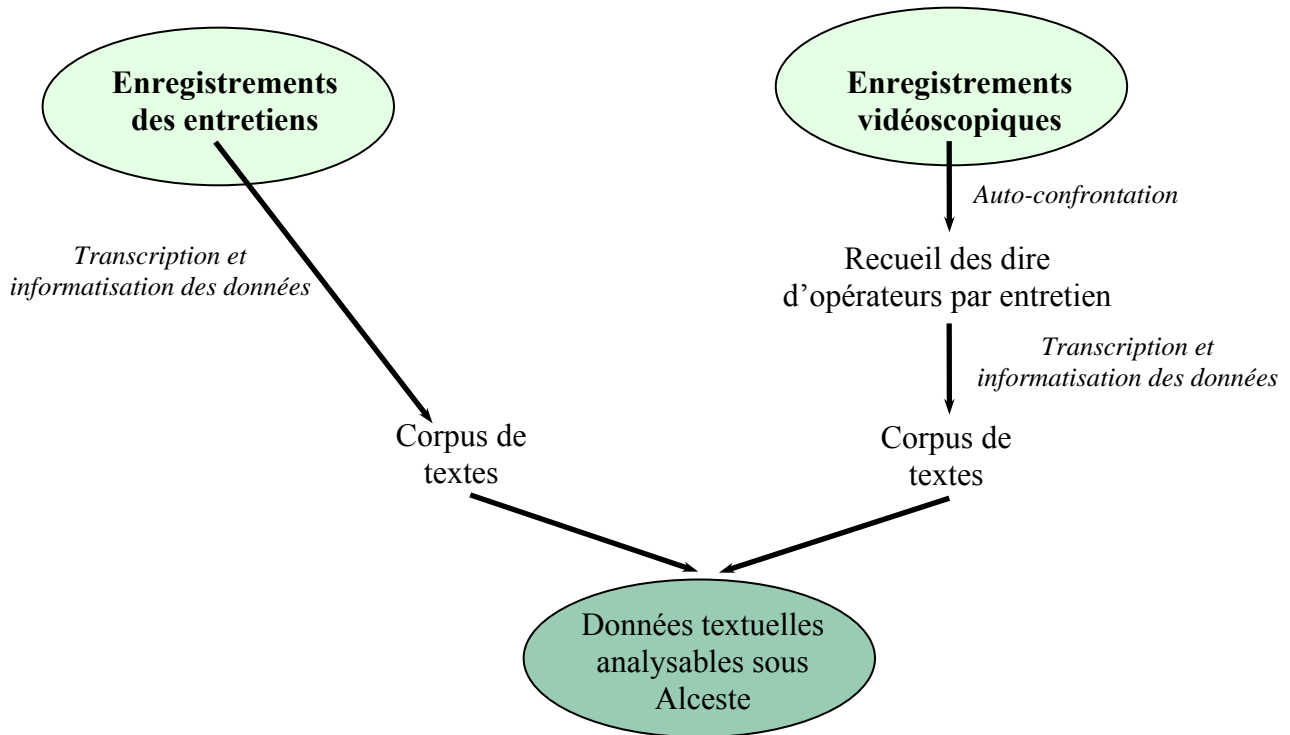 Enregistrements
des entretiens
Enregistrements
vidéoscopiques
Auto-confrontation
Transcription et
informatisation des données
Recueil des dire
d’opérateurs par entretien
Transcription et
informatisation des données
Corpus de
textes
Corpus de
textes
Données textuelles
analysables sous
Alceste